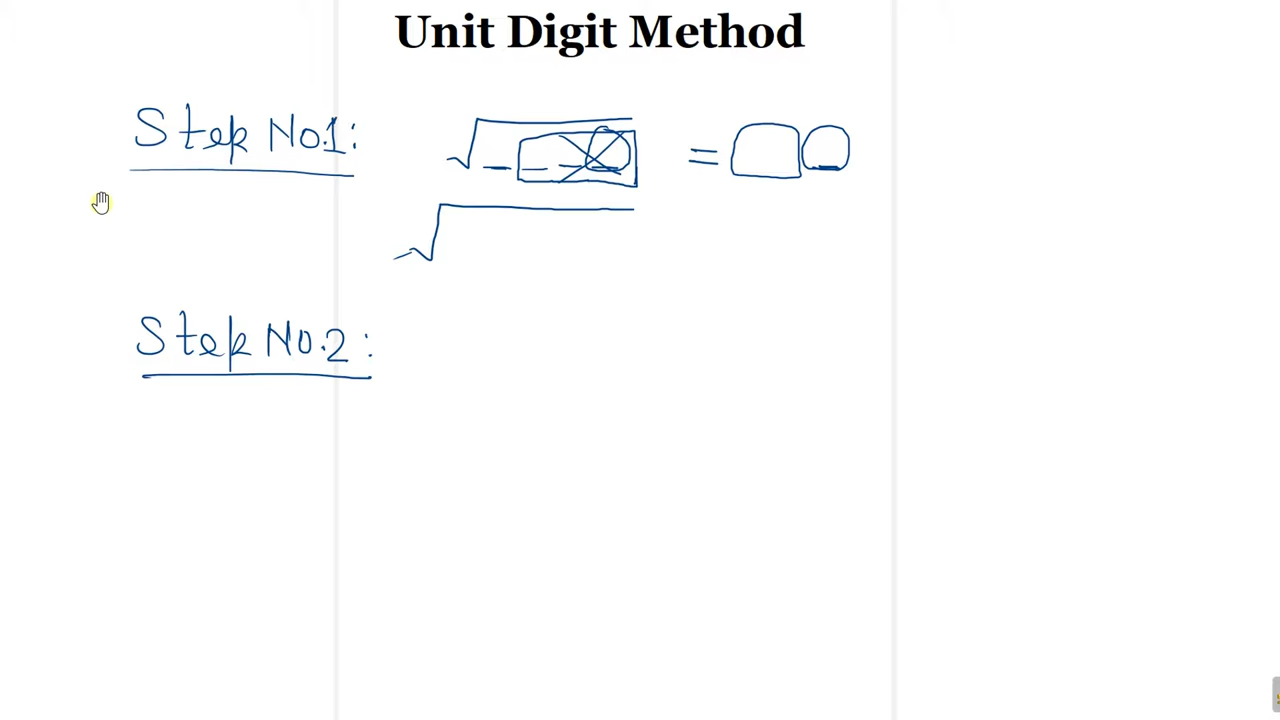 Unit Digit Method
Step No.1: √_ _ _ _ =
√
Step No.2: